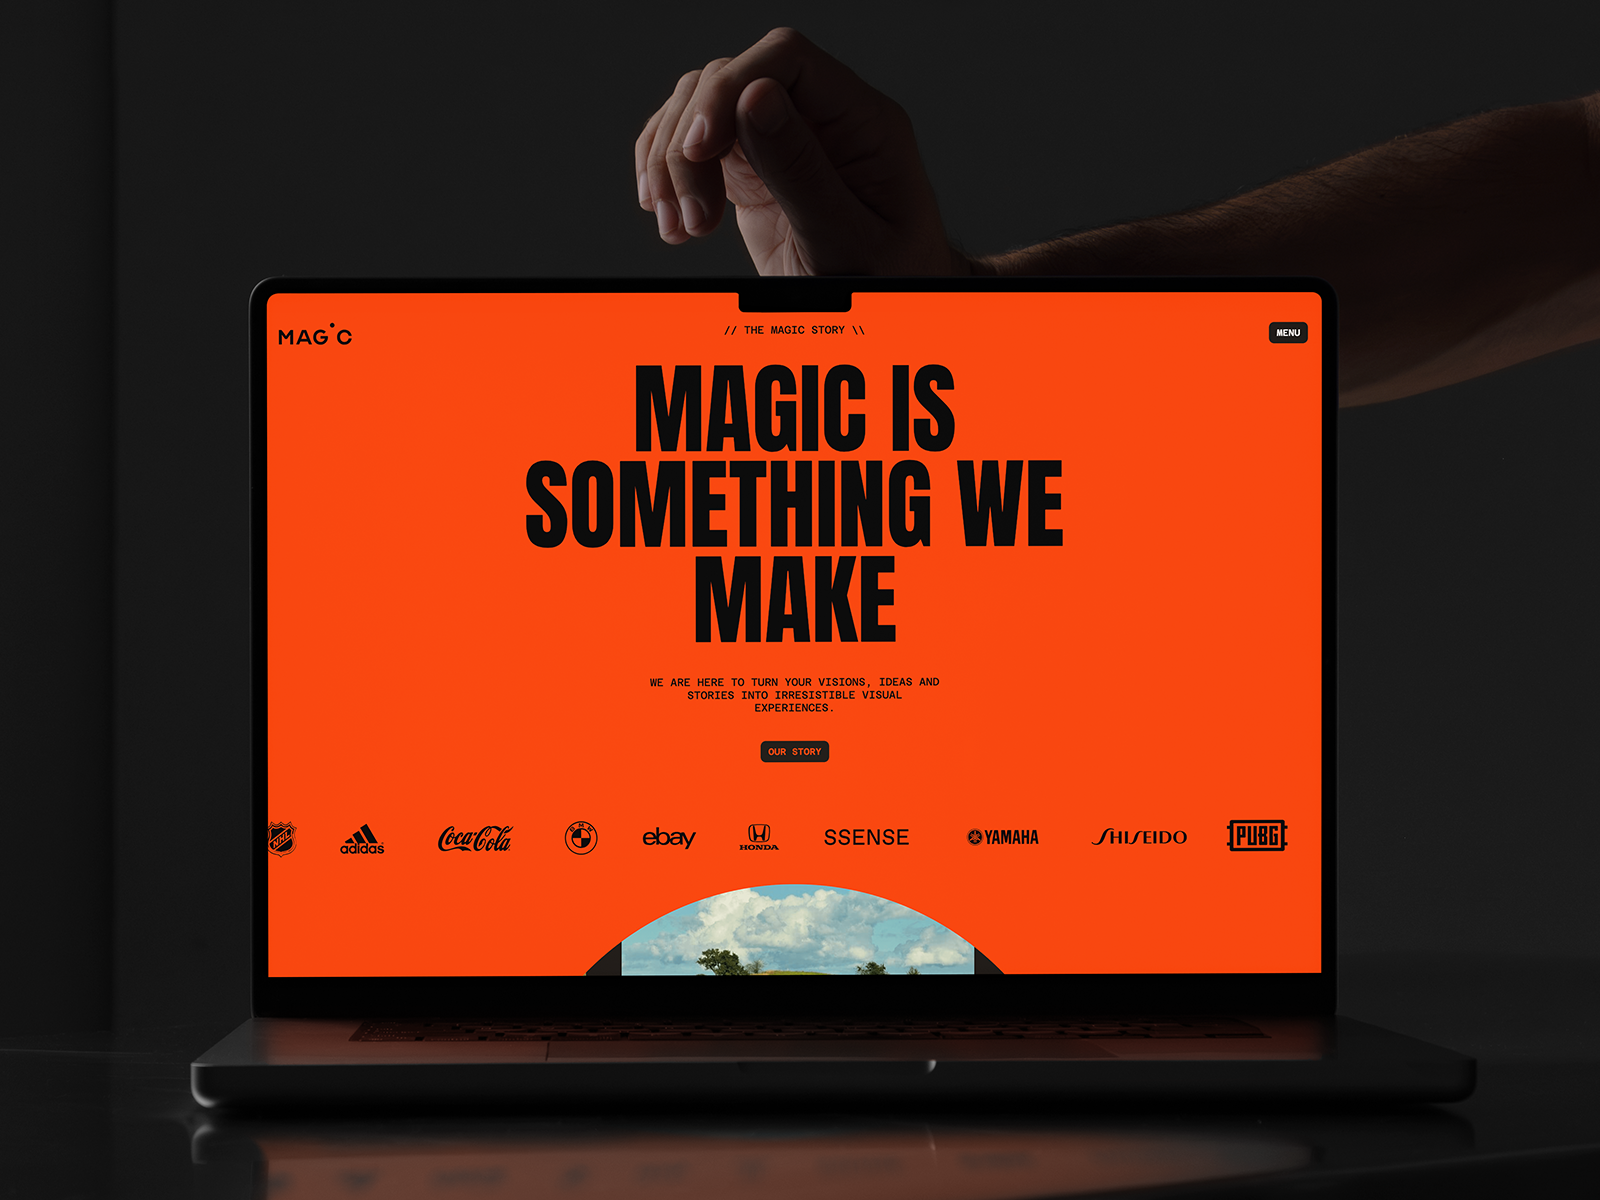 MAGIC
// THE MAGIC STORY \\
MENU
MAGIC IS
SOMETHING WE
MAKE
WE ARE HERE TO TURN YOUR VISIONS, IDEAS AND
STORIES INTO IRRESISTIBLE VISUAL
EXPERIENCES.
OUR STORY
NHL adidas Coca-Cola BMW ebay HONDA SSENSE YAMAHA SHISEIDO PUBG